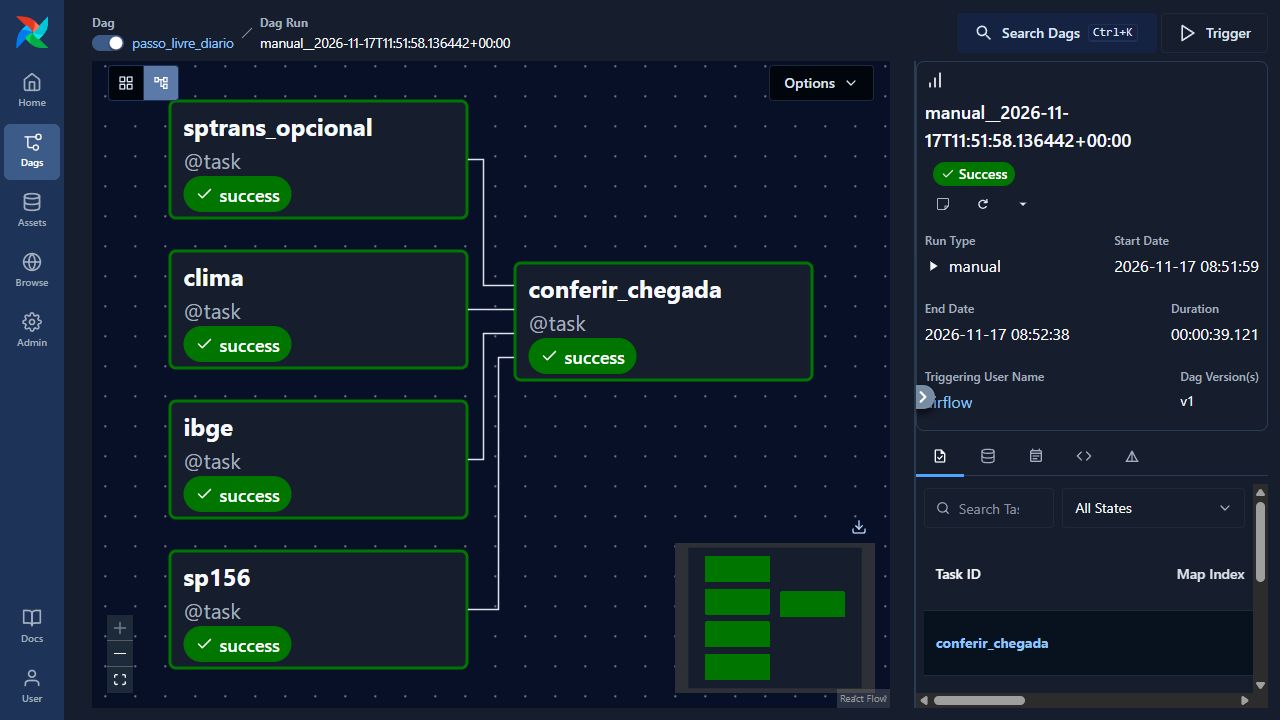 Dag
passo_livre_diario
Dag Run
manual__2026-11-17T11:51:58.136442+00:00
Search Dags
Ctrl+K
Trigger
Home
Dags
Assets
Browse
Admin
Docs
User
Options
sptrans_opcional
@task
success
clima
@task
success
ibge
@task
success
sp156
@task
success
conferir_chegada
@task
success
React Flow
manual__2026-11-
17T11:51:58.136442+00:00
Success
Run Type
Start Date
manual
2026-11-17 08:51:59
End Date
Duration
2026-11-17 08:52:38
00:00:39.121
Triggering User Name
Dag Version(s)
irflow
v1
Search Tas
All States
Task ID
Map Index
conferir_chegada